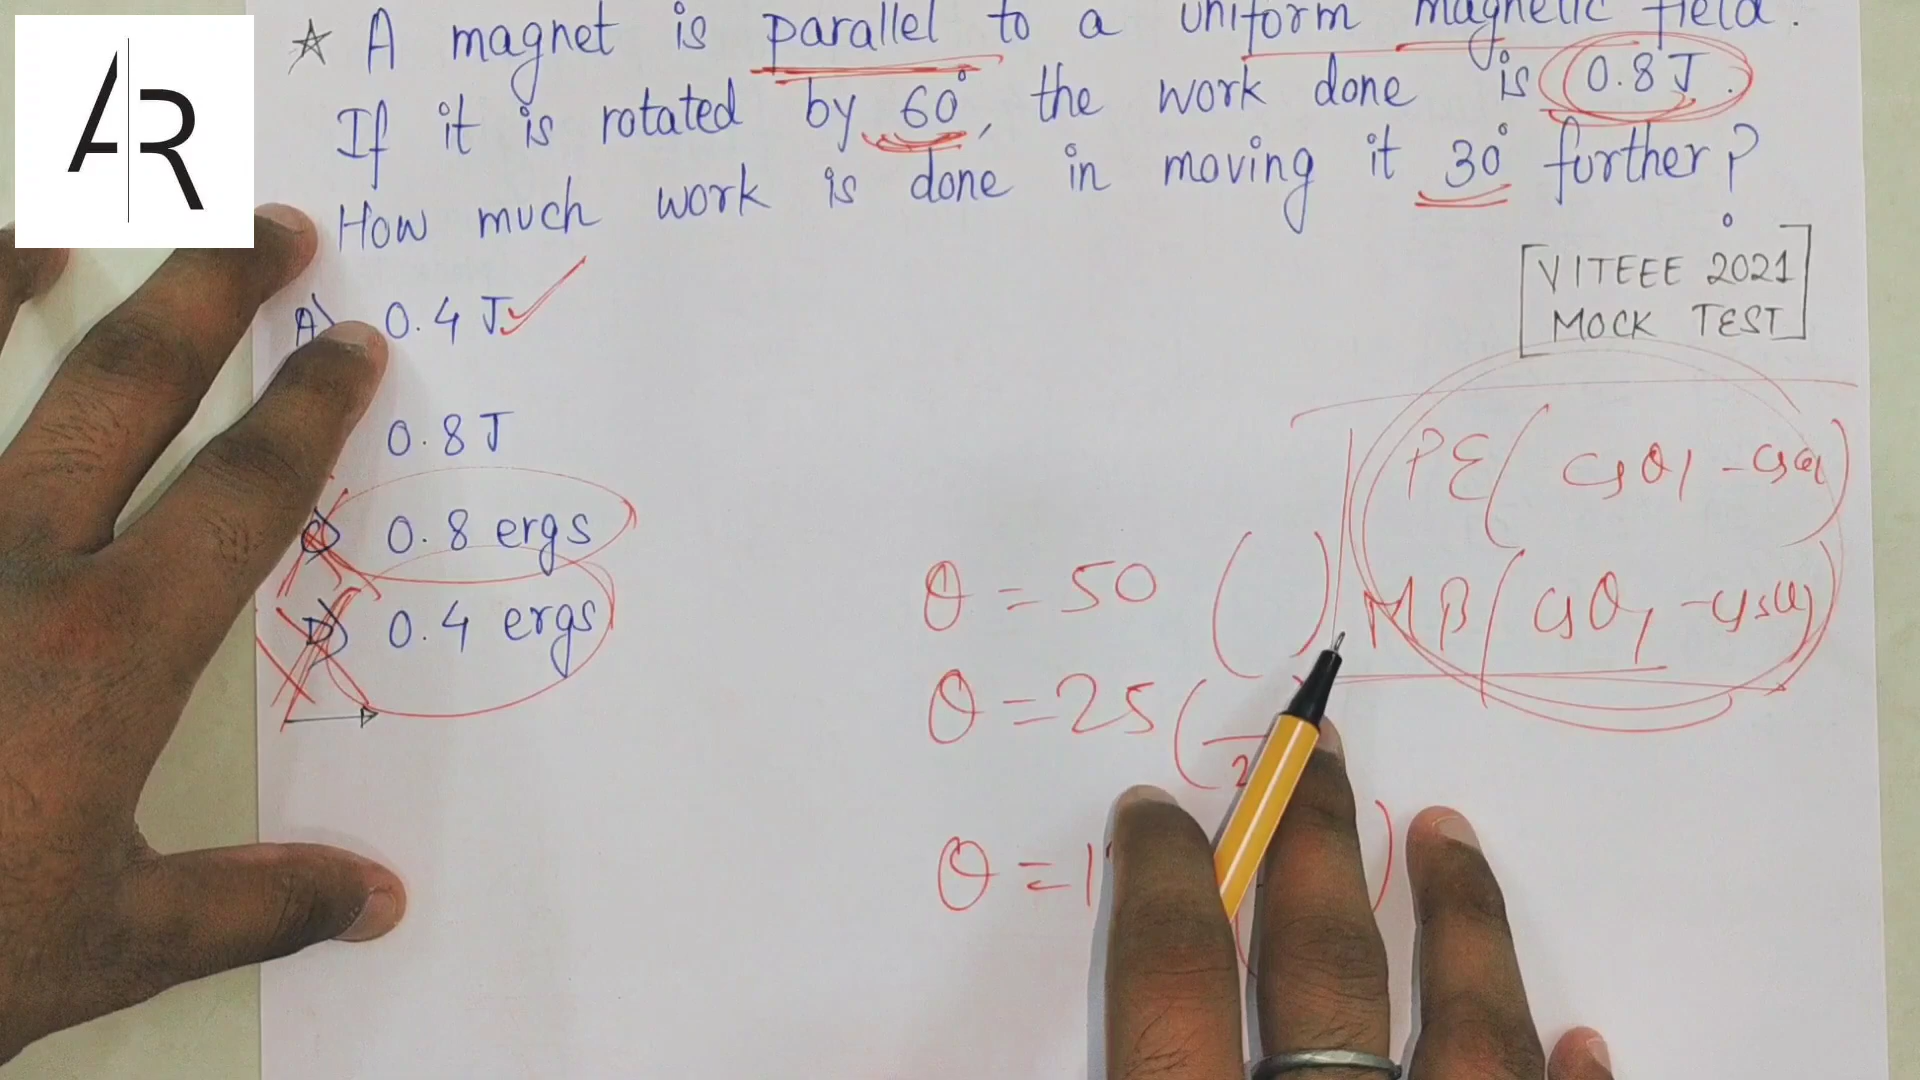 AR
☆ A magnet is parallel to a uniform magnetic field.
If it is rotated by 60°, the work done is 0.8 J.
How much work is done in moving it 30° further?
[VITEEE 2021
MOCK TEST]
A) 0.4 J
0.8 J
C) 0.8 ergs
D) 0.4 ergs
PE(
θ = 50 ( )
MB(
θ = 25 (
2
θ = 1